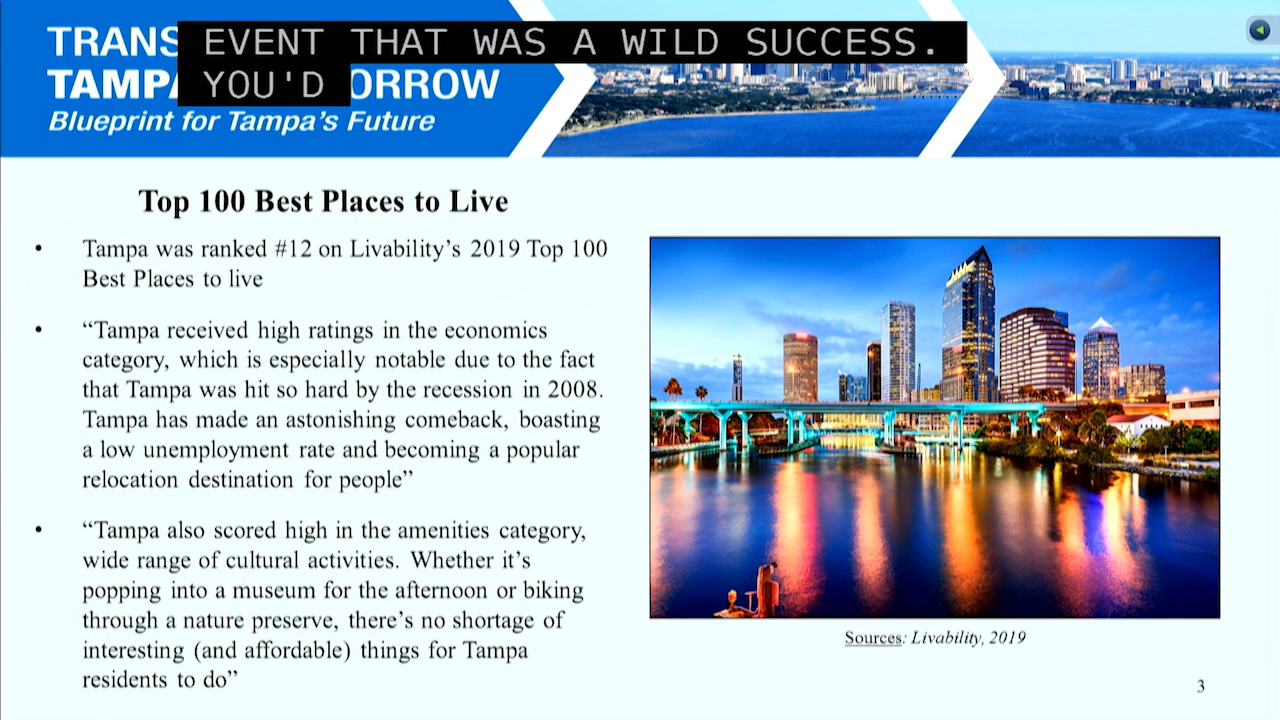 TRANS
EVENT THAT WAS A WILD SUCCESS.
TAMPA
YOU'D
ORROW
Blueprint for Tampa's Future
Top 100 Best Places to Live
• Tampa was ranked #12 on Livability's 2019 Top 100
Best Places to live
• “Tampa received high ratings in the economics
category, which is especially notable due to the fact
that Tampa was hit so hard by the recession in 2008.
Tampa has made an astonishing comeback, boasting
a low unemployment rate and becoming a popular
relocation destination for people”
• “Tampa also scored high in the amenities category,
wide range of cultural activities. Whether it’s
popping into a museum for the afternoon or biking
through a nature preserve, there’s no shortage of
interesting (and affordable) things for Tampa
residents to do”
Sources: Livability, 2019
3